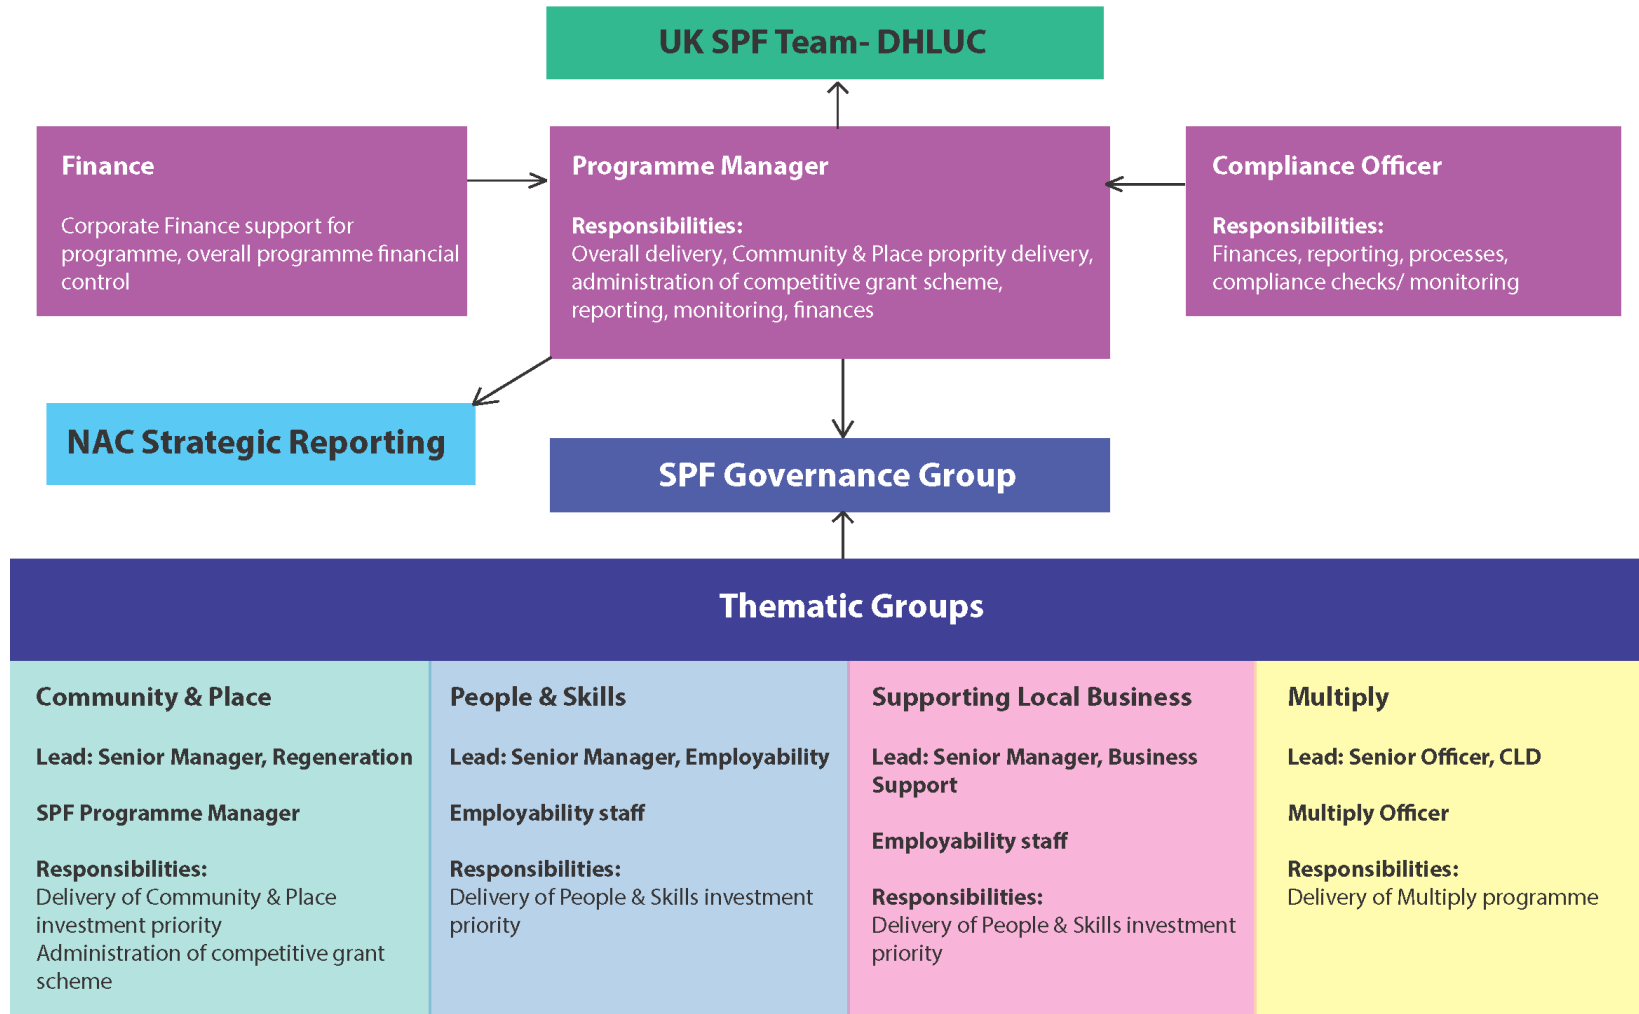 UK SPF Team- DHLUC
Finance
Corporate Finance support for
programme, overall programme financial
control
Programme Manager
Responsibilities:
Overall delivery, Community & Place proprity delivery,
administration of competitive grant scheme,
reporting, monitoring, finances
Compliance Officer
Responsibilities:
Finances, reporting, processes,
compliance checks/ monitoring
NAC Strategic Reporting
SPF Governance Group
Thematic Groups
Community & Place
Lead: Senior Manager, Regeneration
SPF Programme Manager
Responsibilities:
Delivery of Community & Place
investment priority
Administration of competitive grant
scheme
People & Skills
Lead: Senior Manager, Employability
Employability staff
Responsibilities:
Delivery of People & Skills investment
priority
Supporting Local Business
Lead: Senior Manager, Business
Support
Employability staff
Responsibilities:
Delivery of People & Skills investment
priority
Multiply
Lead: Senior Officer, CLD
Multiply Officer
Responsibilities:
Delivery of Multiply programme